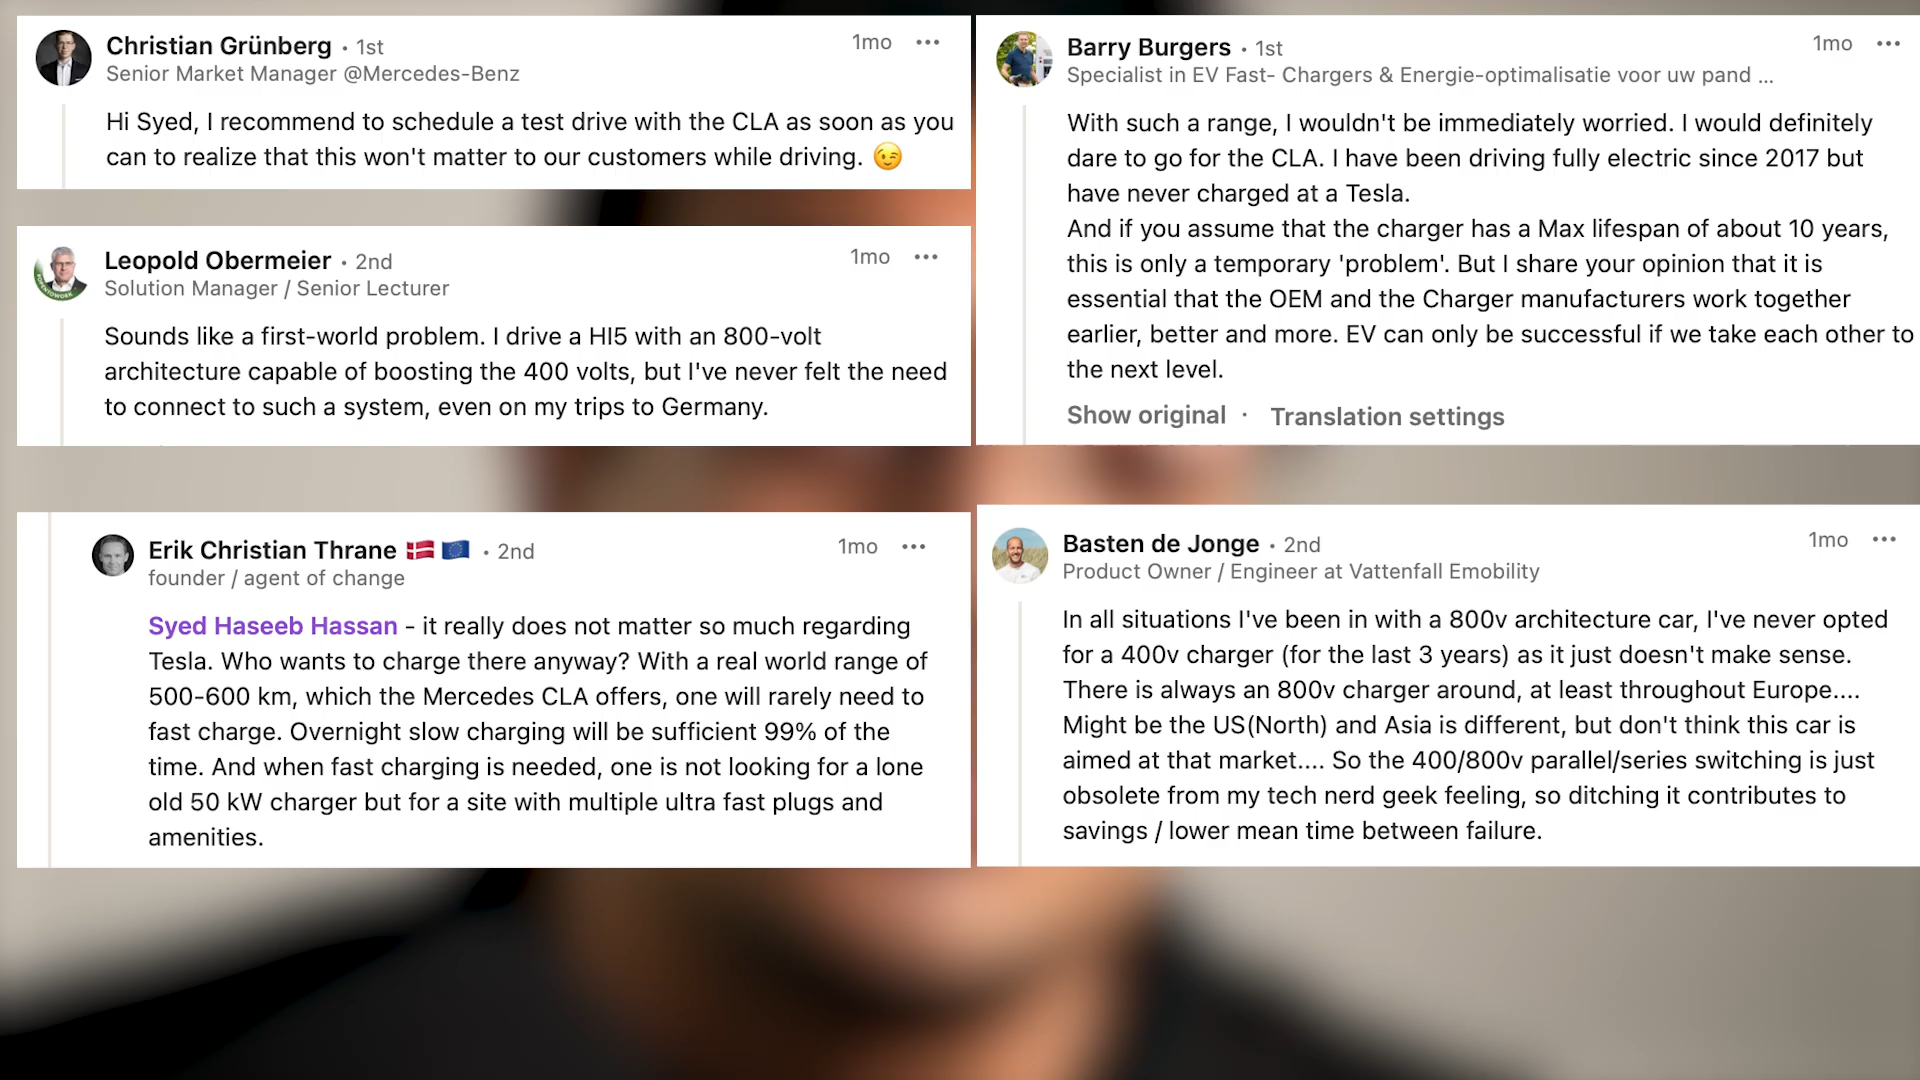 Christian Grünberg · 1st
1mo ···
Senior Market Manager @Mercedes-Benz
Hi Syed, I recommend to schedule a test drive with the CLA as soon as you
can to realize that this won't matter to our customers while driving. 😉
Leopold Obermeier · 2nd
1mo ···
Solution Manager / Senior Lecturer
Sounds like a first-world problem. I drive a HI5 with an 800-volt
architecture capable of boosting the 400 volts, but I've never felt the need
to connect to such a system, even on my trips to Germany.
Erik Christian Thrane 🇩🇰 🇪🇺 · 2nd
1mo ···
founder / agent of change
Syed Haseeb Hassan - it really does not matter so much regarding
Tesla. Who wants to charge there anyway? With a real world range of
500-600 km, which the Mercedes CLA offers, one will rarely need to
fast charge. Overnight slow charging will be sufficient 99% of the
time. And when fast charging is needed, one is not looking for a lone
old 50 kW charger but for a site with multiple ultra fast plugs and
amenities.
Barry Burgers · 1st
1mo ···
Specialist in EV Fast- Chargers & Energie-optimalisatie voor uw pand ...
With such a range, I wouldn't be immediately worried. I would definitely
dare to go for the CLA. I have been driving fully electric since 2017 but
have never charged at a Tesla.
And if you assume that the charger has a Max lifespan of about 10 years,
this is only a temporary 'problem'. But I share your opinion that it is
essential that the OEM and the Charger manufacturers work together
earlier, better and more. EV can only be successful if we take each other to
the next level.
Show original · Translation settings
Basten de Jonge · 2nd
1mo ···
Product Owner / Engineer at Vattenfall Emobility
In all situations I've been in with a 800v architecture car, I've never opted
for a 400v charger (for the last 3 years) as it just doesn't make sense.
There is always an 800v charger around, at least throughout Europe....
Might be the US(North) and Asia is different, but don't think this car is
aimed at that market.... So the 400/800v parallel/series switching is just
obsolete from my tech nerd geek feeling, so ditching it contributes to
savings / lower mean time between failure.